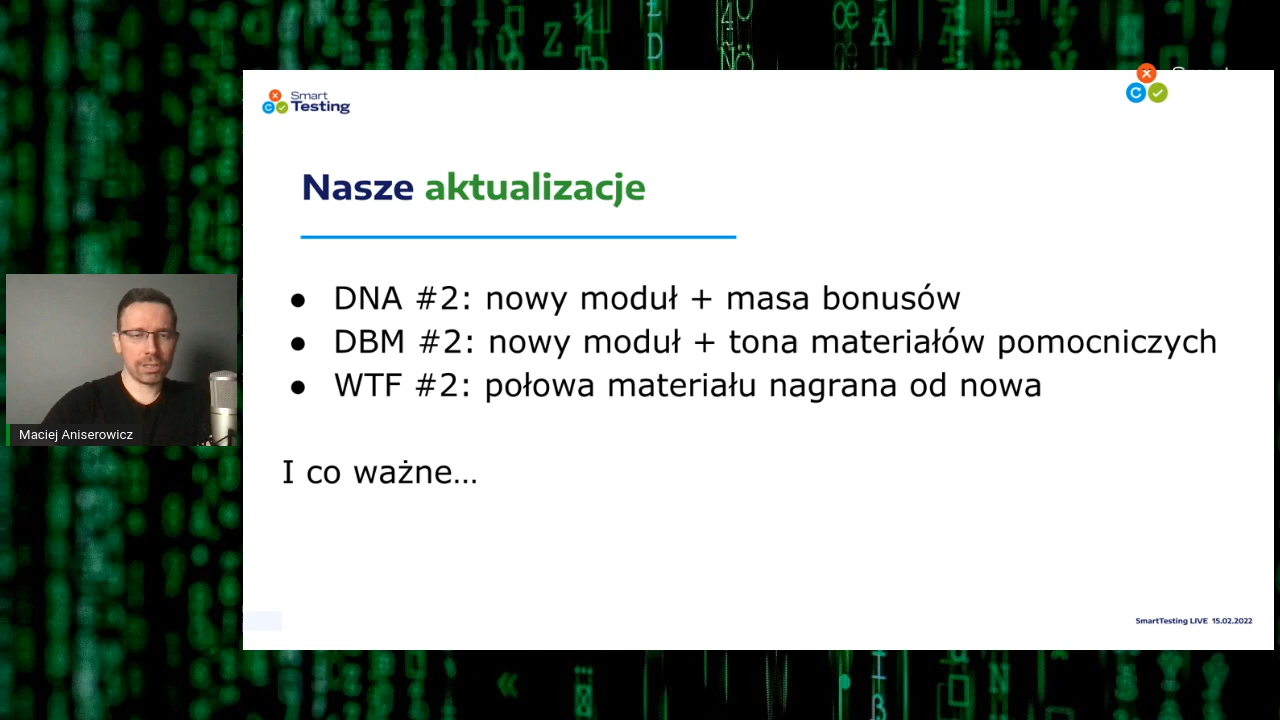 Smart
Testing
Nasze aktualizacje
● DNA #2: nowy moduł + masa bonusów
● DBM #2: nowy moduł + tona materiałów pomocniczych
● WTF #2: połowa materiału nagrana od nowa
I co ważne…
Maciej Aniserowicz
SmartTesting LIVE 15.02.2022